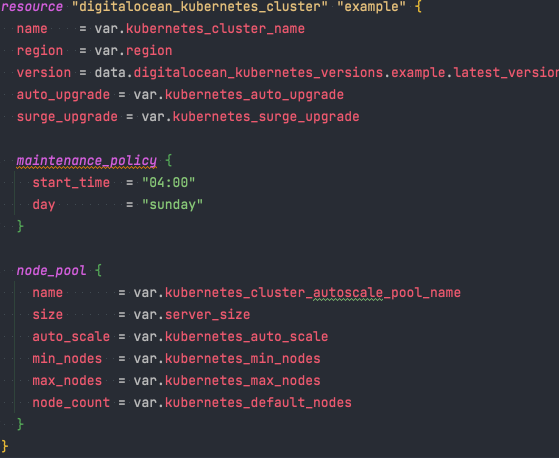 resource "digitalocean_kubernetes_cluster" "example" {
  name    = var.kubernetes_cluster_name
  region  = var.region
  version = data.digitalocean_kubernetes_versions.example.latest_version
  auto_upgrade = var.kubernetes_auto_upgrade
  surge_upgrade = var.kubernetes_surge_upgrade

  maintenance_policy {
    start_time  = "04:00"
    day         = "sunday"
  }

  node_pool {
    name       = var.kubernetes_cluster_autoscale_pool_name
    size       = var.server_size
    auto_scale = var.kubernetes_auto_scale
    min_nodes  = var.kubernetes_min_nodes
    max_nodes  = var.kubernetes_max_nodes
    node_count = var.kubernetes_default_nodes
  }
}